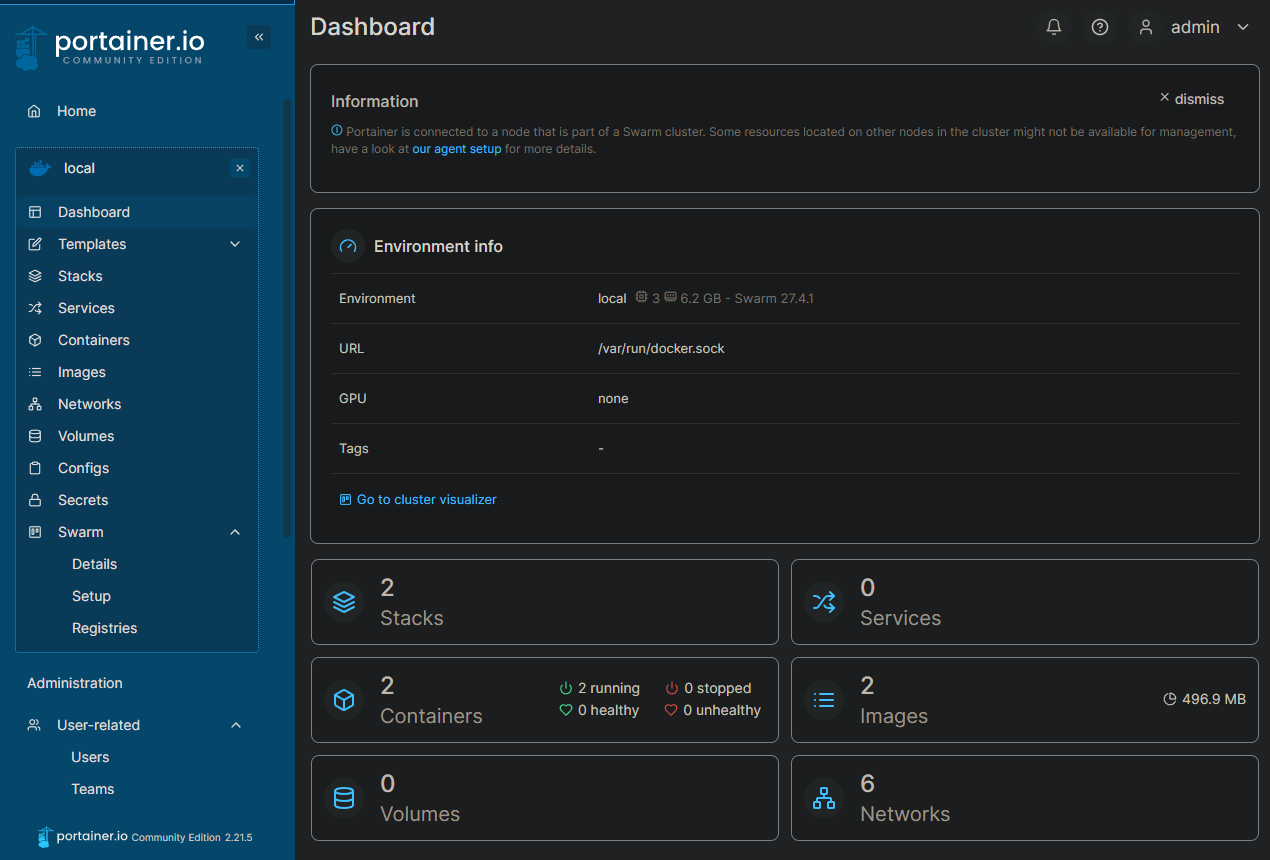 portainer.io
COMMUNITY EDITION
Home
local
Dashboard
Templates
Stacks
Services
Containers
Images
Networks
Volumes
Configs
Secrets
Swarm
Details
Setup
Registries
Administration
User-related
Users
Teams
portainer.io Community Edition 2.21.5
Dashboard
admin
Information
dismiss
Portainer is connected to a node that is part of a Swarm cluster. Some resources located on other nodes in the cluster might not be available for management,
have a look at our agent setup for more details.
Environment info
Environment local 3 6.2 GB - Swarm 27.4.1
URL /var/run/docker.sock
GPU none
Tags -
Go to cluster visualizer
2
Stacks
0
Services
2
Containers
2 running 0 stopped
0 healthy 0 unhealthy
2
Images
496.9 MB
0
Volumes
6
Networks